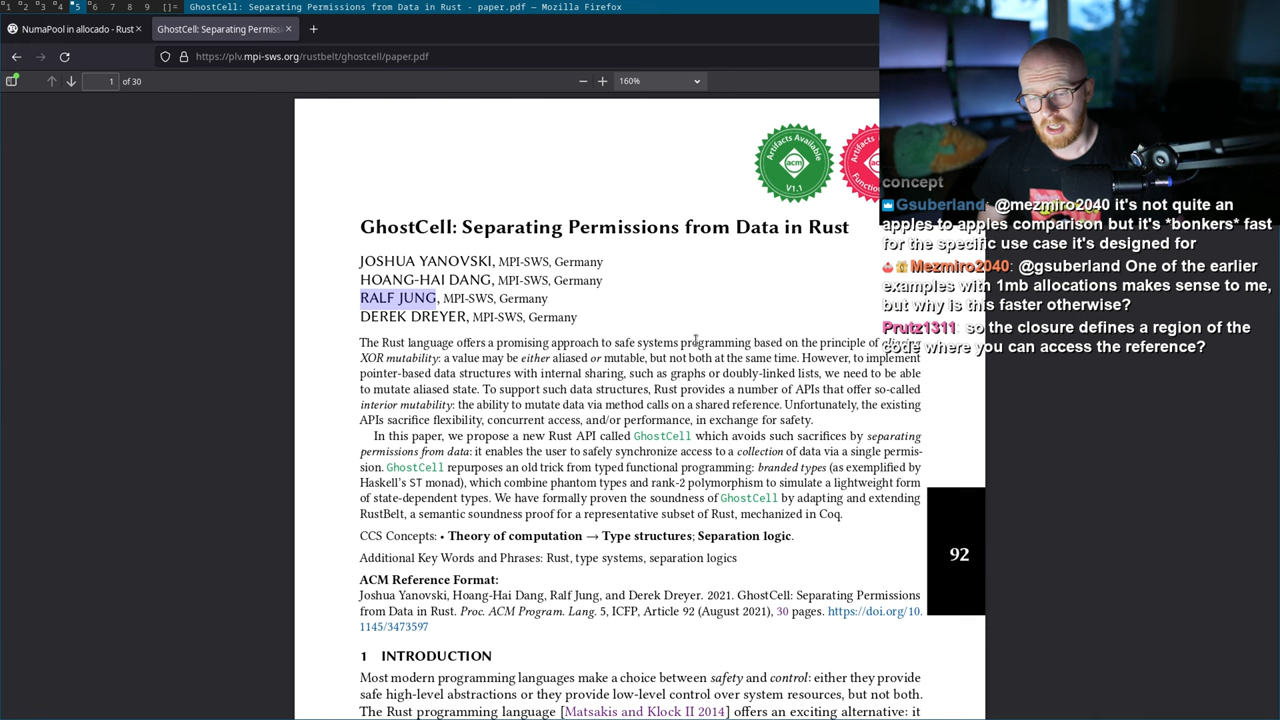 1 2 3 4 5 6 7 8 9 []= GhostCell: Separating Permissions from Data in Rust - paper.pdf — Mozilla Firefox
NumaPool in allocado - Rust
GhostCell: Separating Permiss
https://plv.mpi-sws.org/rustbelt/ghostcell/paper.pdf
1 of 30
160%
Artifacts Available
acm
V1.1
Artifacts
acm
Functio
GhostCell: Separating Permissions from Data in Rust
JOSHUA YANOVSKI, MPI-SWS, Germany
HOANG-HAI DANG, MPI-SWS, Germany
RALF JUNG, MPI-SWS, Germany
DEREK DREYER, MPI-SWS, Germany
The Rust language offers a promising approach to safe systems programming based on the principle of aliasing
XOR mutability: a value may be either aliased or mutable, but not both at the same time. However, to implement
pointer-based data structures with internal sharing, such as graphs or doubly-linked lists, we need to be able
to mutate aliased state. To support such data structures, Rust provides a number of APIs that offer so-called
interior mutability: the ability to mutate data via method calls on a shared reference. Unfortunately, the existing
APIs sacrifice flexibility, concurrent access, and/or performance, in exchange for safety.
In this paper, we propose a new Rust API called GhostCell which avoids such sacrifices by separating
permissions from data: it enables the user to safely synchronize access to a collection of data via a single permis-
sion. GhostCell repurposes an old trick from typed functional programming: branded types (as exemplified by
Haskell's ST monad), which combine phantom types and rank-2 polymorphism to simulate a lightweight form
of state-dependent types. We have formally proven the soundness of GhostCell by adapting and extending
RustBelt, a semantic soundness proof for a representative subset of Rust, mechanized in Coq.
CCS Concepts: • Theory of computation → Type structures; Separation logic.
Additional Key Words and Phrases: Rust, type systems, separation logics
ACM Reference Format:
Joshua Yanovski, Hoang-Hai Dang, Ralf Jung, and Derek Dreyer. 2021. GhostCell: Separating Permissions
from Data in Rust. Proc. ACM Program. Lang. 5, ICFP, Article 92 (August 2021), 30 pages. https://doi.org/10.
1145/3473597
1 INTRODUCTION
Most modern programming languages make a choice between safety and control: either they provide
safe high-level abstractions or they provide low-level control over system resources, but not both.
The Rust programming language [Matsakis and Klock II 2014] offers an exciting alternative: it
92
concept
Gsuberland: @mezmiro2040 it's not quite an
apples to apples comparison but it's *bonkers* fast
for the specific use case it's designed for
Mezmiro2040: @gsuberland One of the earlier
examples with 1mb allocations makes sense to me,
but why is this faster otherwise?
Prutz1311: so the closure defines a region of the
code where you can access the reference?